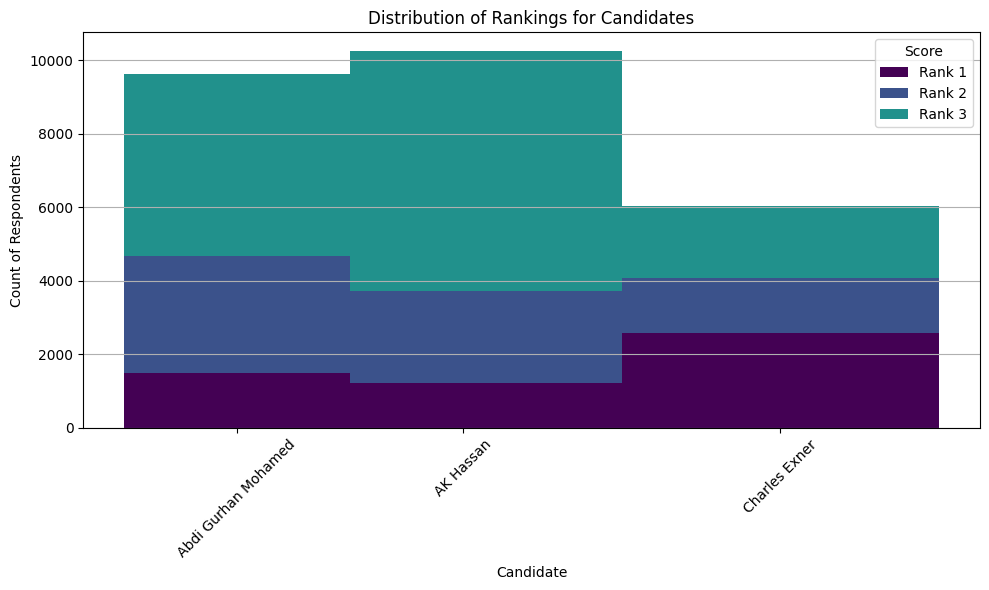 Distribution of Rankings for Candidates
Score
Rank 1
Rank 2
Rank 3
Count of Respondents
10000
8000
6000
4000
2000
0
Abdi Gurhan Mohamed
AK Hassan
Charles Exner
Candidate